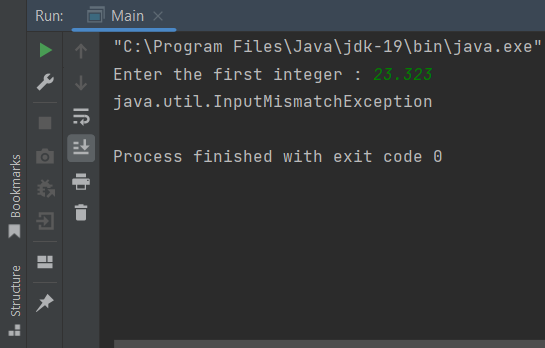 Run: Main
"C:\Program Files\Java\jdk-19\bin\java.exe"
Enter the first integer : 23.323
java.util.InputMismatchException
Process finished with exit code 0
Bookmarks
Structure